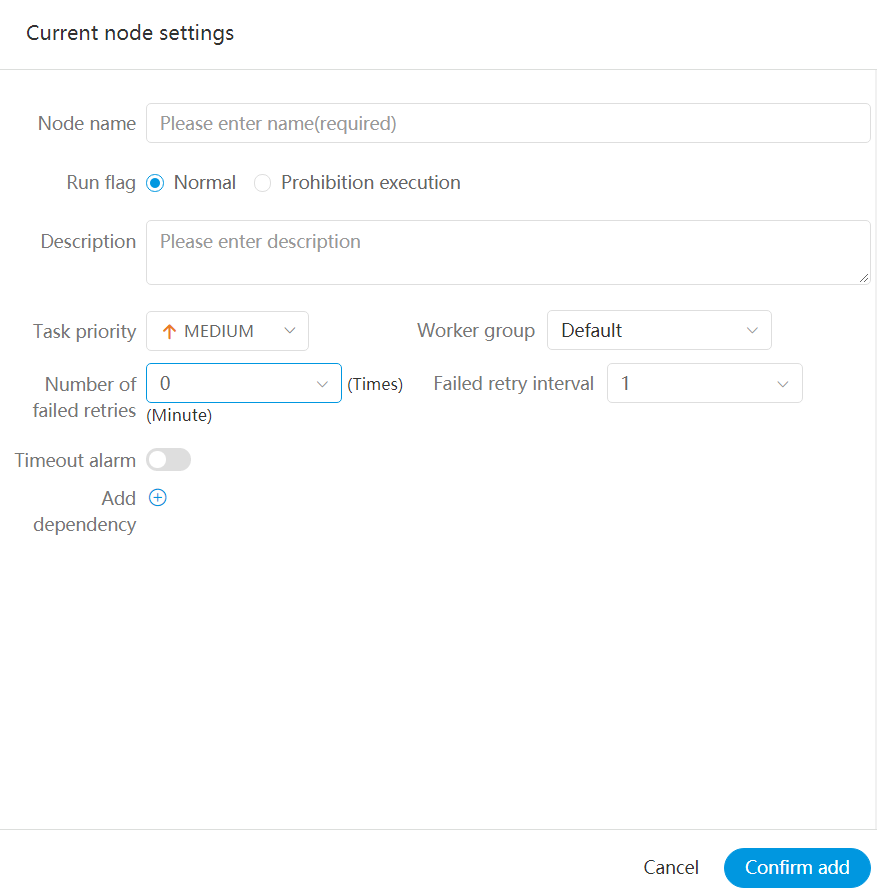 Current node settings
Node name Please enter name(required)
Run flag Normal Prohibition execution
Description Please enter description
Task priority MEDIUM Worker group Default
Number of failed retries 0 (Times) Failed retry interval 1
(Minute)
Timeout alarm
Add
dependency
Cancel Confirm add